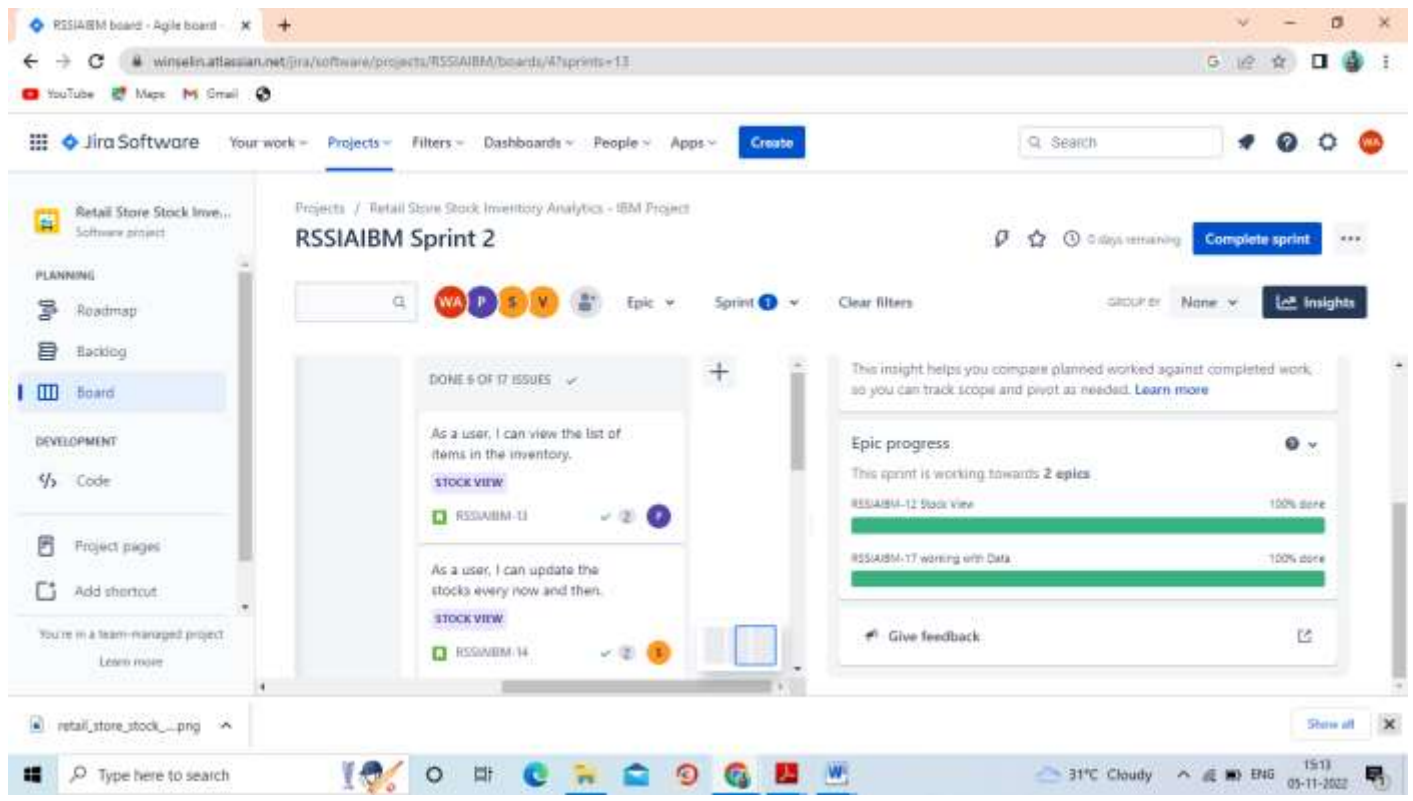 RSSIAIBM board - Agile board -
winselin.atlassian.net/jira/software/projects/RSSIAIBM/boards/4?sprints=13
YouTube Maps Gmail
Jira Software Your work Projects Filters Dashboards People Apps Create Search WA
Retail Store Stock Inve...
Software project
Projects / Retail Store Stock Inventory Analytics - IBM Project
RSSIAIBM Sprint 2
0 days remaining Complete sprint
PLANNING
Roadmap
Backlog
Board
DEVELOPMENT
Code
Project pages
Add shortcut
You're in a team-managed project
Learn more
WA P S V Epic Sprint 1 Clear filters GROUP BY None Insights
DONE 6 OF 17 ISSUES
As a user, I can view the list of
items in the inventory.
STOCK VIEW
RSSIAIBM-13 2 P
As a user, I can update the
stocks every now and then.
STOCK VIEW
RSSIAIBM-14 2 S
This insight helps you compare planned worked against completed work,
so you can track scope and pivot as needed. Learn more
Epic progress
This sprint is working towards 2 epics
RSSIAIBM-12 Stock View 100% done
RSSIAIBM-17 working with Data 100% done
Give feedback
retail_store_stock_....png Show all
Type here to search 31°C Cloudy ENG 15:13
05-11-2022